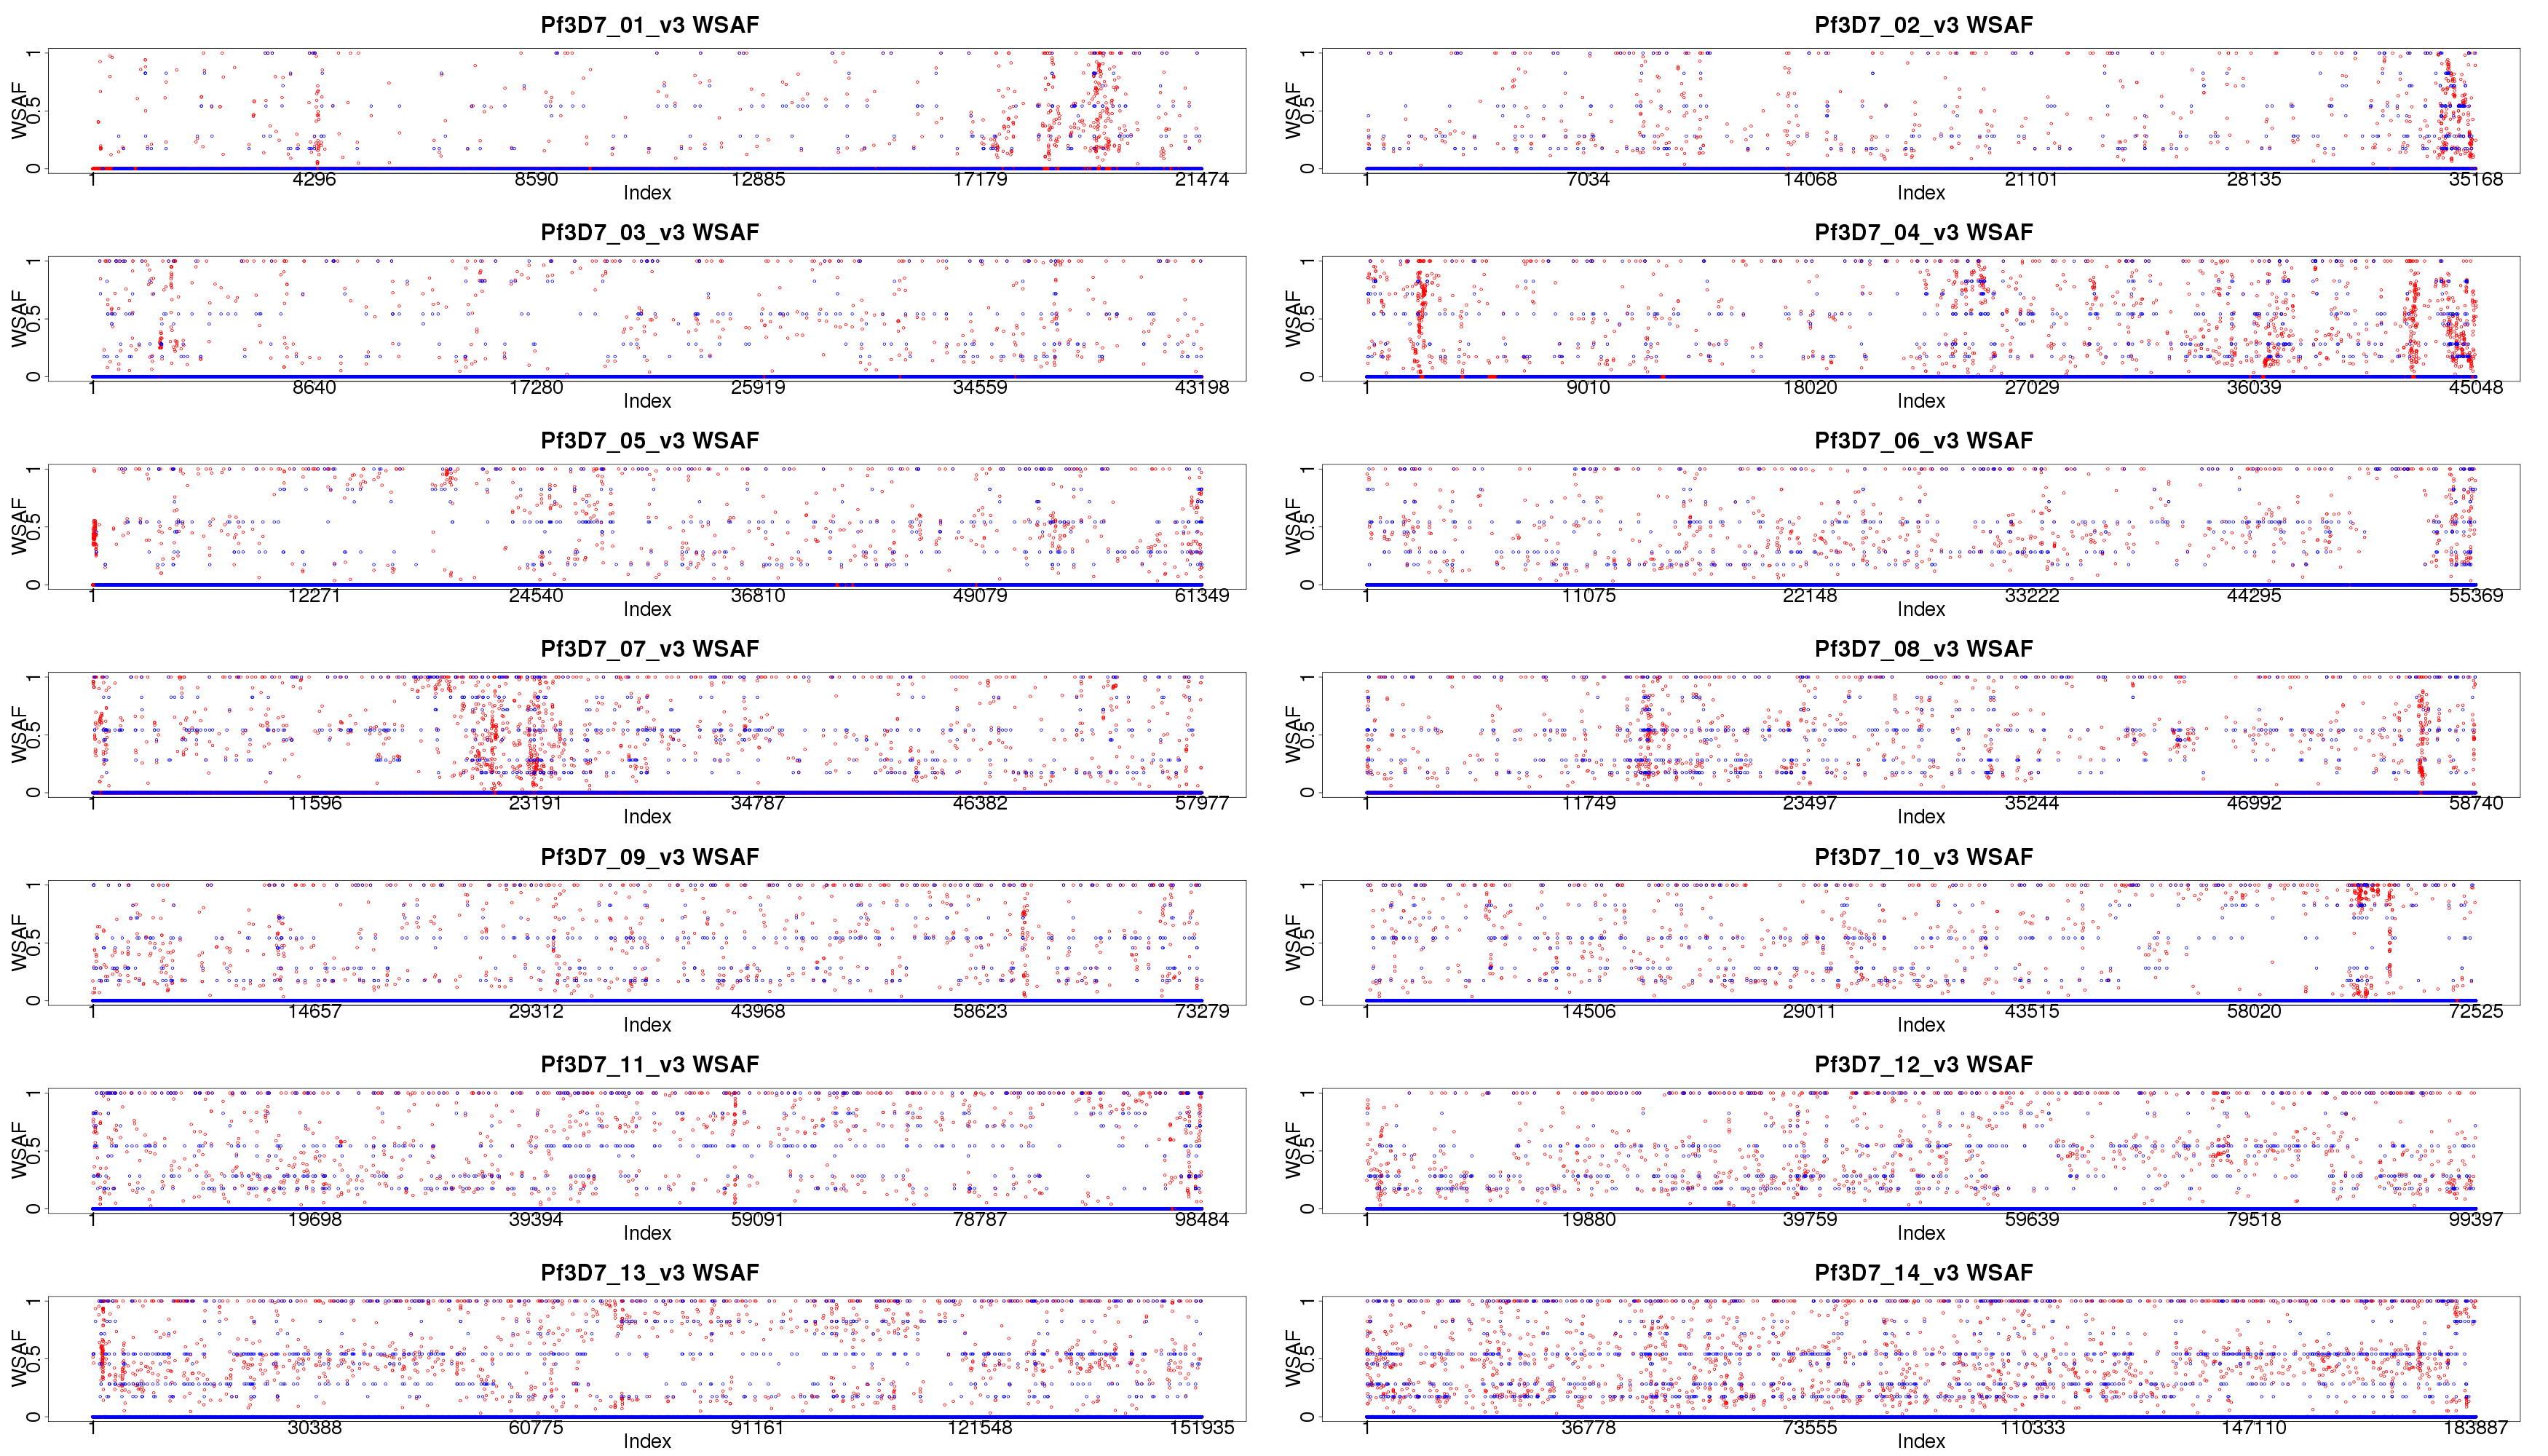 Pf3D7_01_v3 WSAF
WSAF
0 0.5 1
1 4296 8590 12885 17179 21474
Index
Pf3D7_02_v3 WSAF
WSAF
0 0.5 1
1 7034 14068 21101 28135 35168
Index
Pf3D7_03_v3 WSAF
WSAF
0 0.5 1
1 8640 17280 25919 34559 43198
Index
Pf3D7_04_v3 WSAF
WSAF
0 0.5 1
1 9010 18020 27029 36039 45048
Index
Pf3D7_05_v3 WSAF
WSAF
0 0.5 1
1 12271 24540 36810 49079 61349
Index
Pf3D7_06_v3 WSAF
WSAF
0 0.5 1
1 11075 22148 33222 44295 55369
Index
Pf3D7_07_v3 WSAF
WSAF
0 0.5 1
1 11596 23191 34787 46382 57977
Index
Pf3D7_08_v3 WSAF
WSAF
0 0.5 1
1 11749 23497 35244 46992 58740
Index
Pf3D7_09_v3 WSAF
WSAF
0 0.5 1
1 14657 29312 43968 58623 73279
Index
Pf3D7_10_v3 WSAF
WSAF
0 0.5 1
1 14506 29011 43515 58020 72525
Index
Pf3D7_11_v3 WSAF
WSAF
0 0.5 1
1 19698 39394 59091 78787 98484
Index
Pf3D7_12_v3 WSAF
WSAF
0 0.5 1
1 19880 39759 59639 79518 99397
Index
Pf3D7_13_v3 WSAF
WSAF
0 0.5 1
1 30388 60775 91161 121548 151935
Index
Pf3D7_14_v3 WSAF
WSAF
0 0.5 1
1 36778 73555 110333 147110 183887
Index